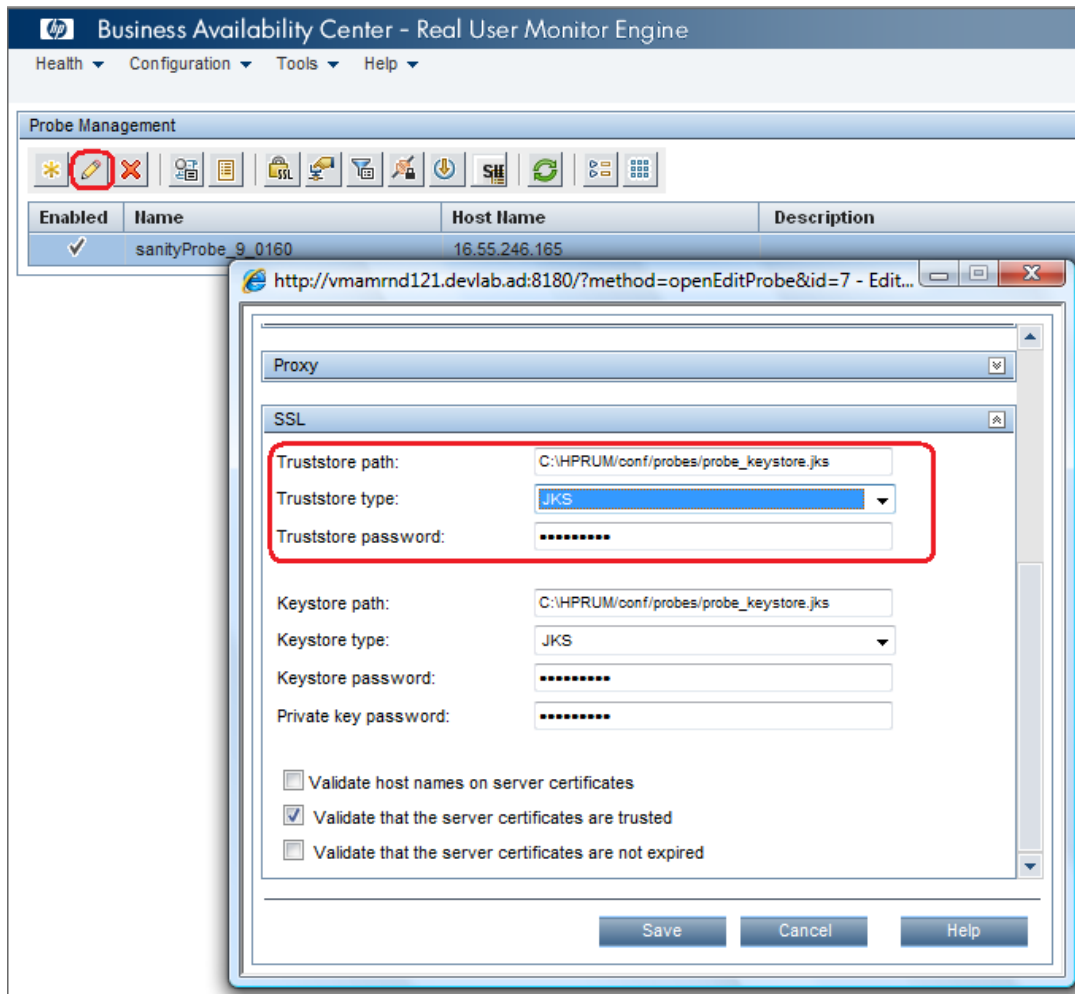 hp Business Availability Center - Real User Monitor Engine
Health Configuration Tools Help
Probe Management
SSL
Enabled Name Host Name Description
sanityProbe_9_0160 16.55.246.165
http://vmamrnd121.devlab.ad:8180/?method=openEditProbe&id=7 - Edit...
Proxy
SSL
Truststore path: C:\HPRUM/conf/probes/probe_keystore.jks
Truststore type: JKS
Truststore password: •••••••••
Keystore path: C:\HPRUM/conf/probes/probe_keystore.jks
Keystore type: JKS
Keystore password: •••••••••
Private key password: •••••••••
Validate host names on server certificates
Validate that the server certificates are trusted
Validate that the server certificates are not expired
Save Cancel Help